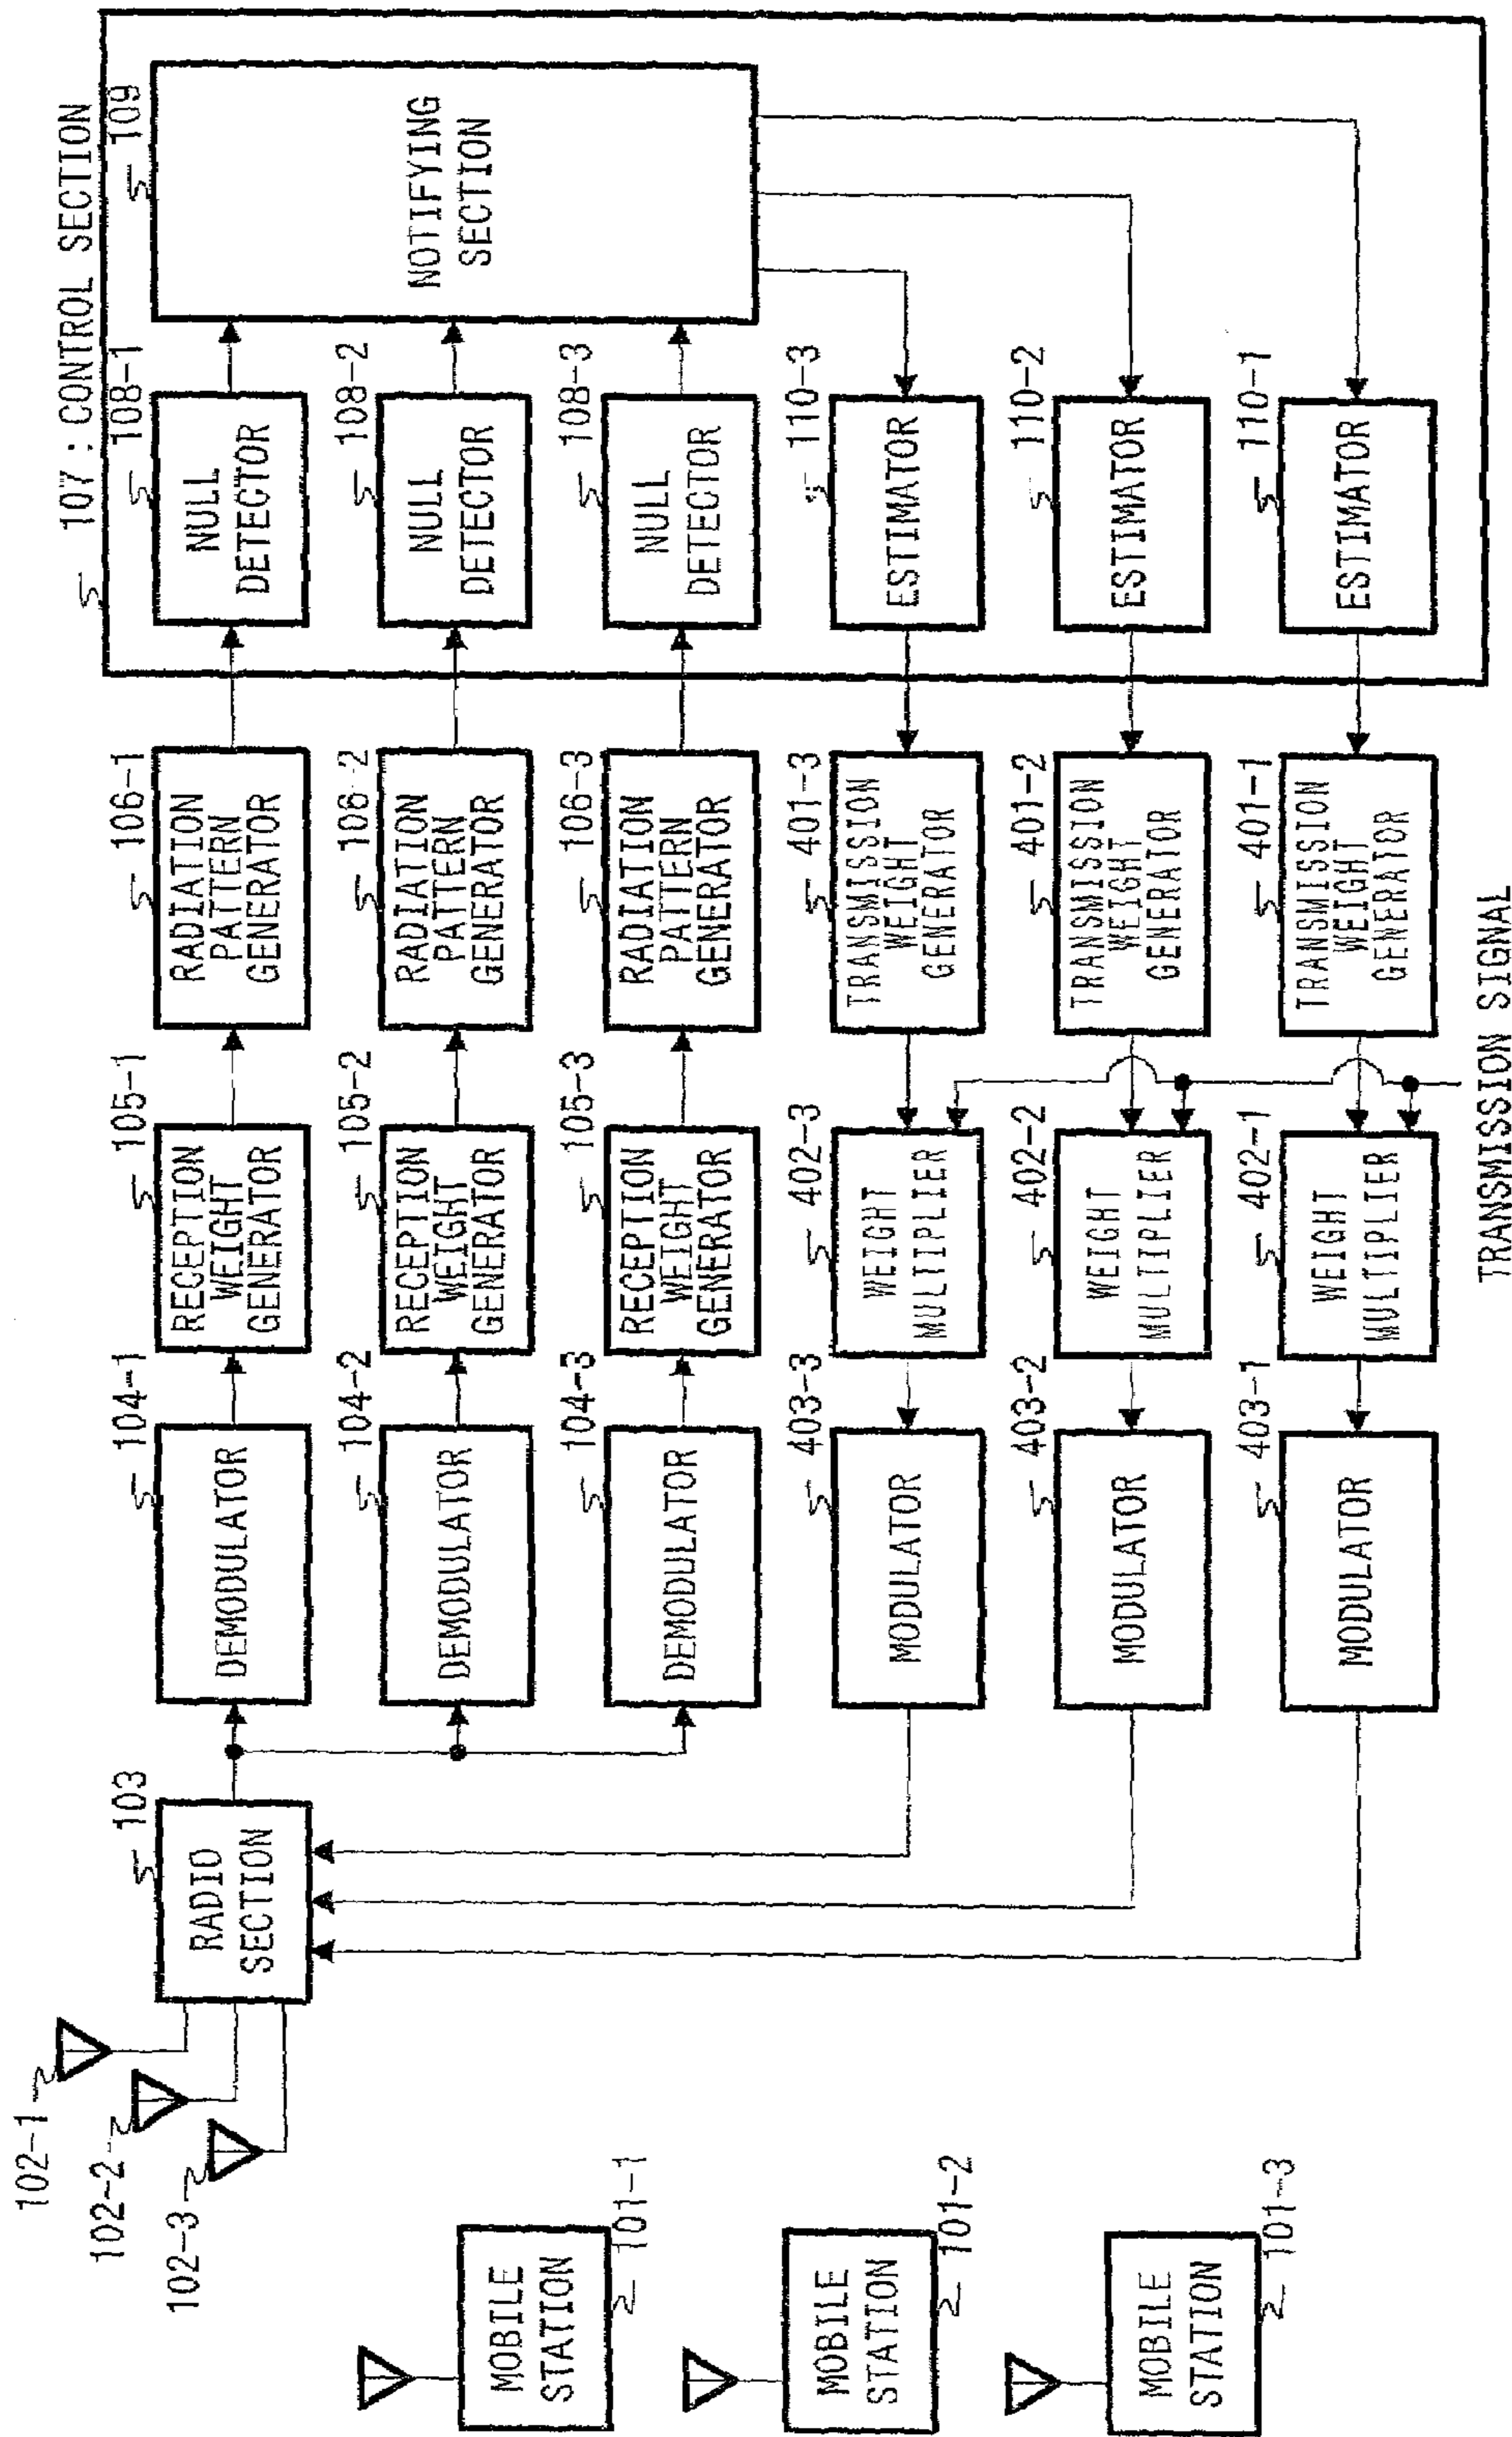 107 : CONTROL SECTION
109
NOTIFYING
SECTION
108-1
NULL
DETECTOR
108-2
NULL
DETECTOR
108-3
NULL
DETECTOR
110-3
ESTIMATOR
110-2
ESTIMATOR
110-1
ESTIMATOR
106-1
RADIATION
PATTERN
GENERATOR
106-2
RADIATION
PATTERN
GENERATOR
106-3
RADIATION
PATTERN
GENERATOR
401-3
TRANSMISSION
WEIGHT
GENERATOR
401-2
TRANSMISSION
WEIGHT
GENERATOR
401-1
TRANSMISSION
WEIGHT
GENERATOR
105-1
RECEPTION
WEIGHT
GENERATOR
105-2
RECEPTION
WEIGHT
GENERATOR
105-3
RECEPTION
WEIGHT
GENERATOR
402-3
WEIGHT
MULTIPLIER
402-2
WEIGHT
MULTIPLIER
402-1
WEIGHT
MULTIPLIER
TRANSMISSION SIGNAL
104-1
DEMODULATOR
104-2
DEMODULATOR
104-3
DEMODULATOR
403-3
MODULATOR
403-2
MODULATOR
403-1
MODULATOR
103
RADIO
SECTION
102-1
102-2
102-3
MOBILE
STATION
101-1
MOBILE
STATION
101-2
MOBILE
STATION
101-3